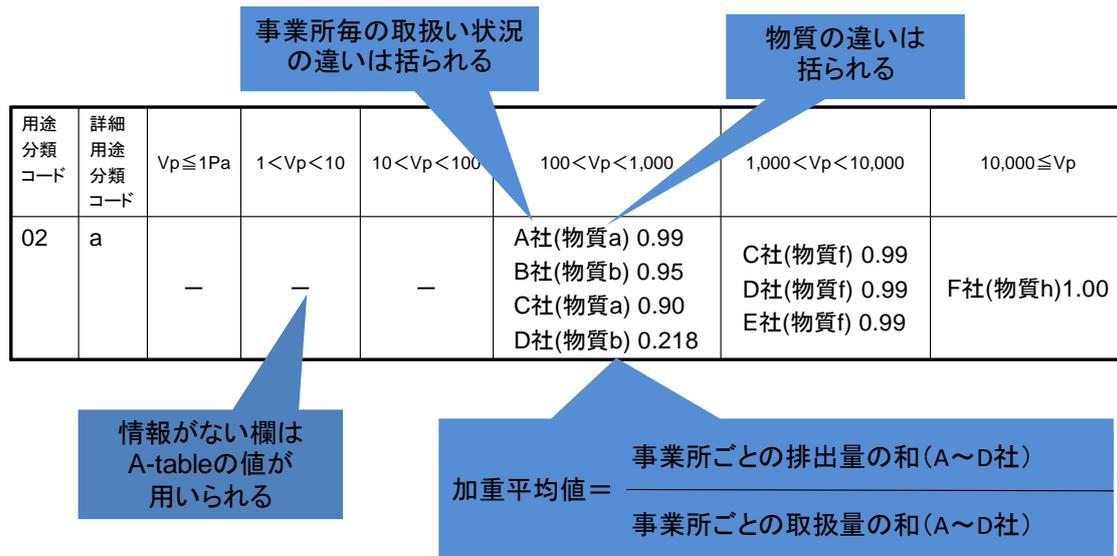 事業所毎の取扱い状況
の違いは括られる
物質の違いは
括られる
用途
分類
コード
詳細
用途
分類
コード
Vp≦1Pa
1<Vp<10
10<Vp<100
100<Vp<1,000
1,000<Vp<10,000
10,000≦Vp
02
a
－
－
－
A社(物質a) 0.99
B社(物質b) 0.95
C社(物質a) 0.90
D社(物質b) 0.218
C社(物質f) 0.99
D社(物質f) 0.99
E社(物質f) 0.99
F社(物質h)1.00
情報がない欄は
A-tableの値が
用いられる
加重平均値＝
事業所ごとの排出量の和（A～D社）
事業所ごとの取扱量の和（A～D社）